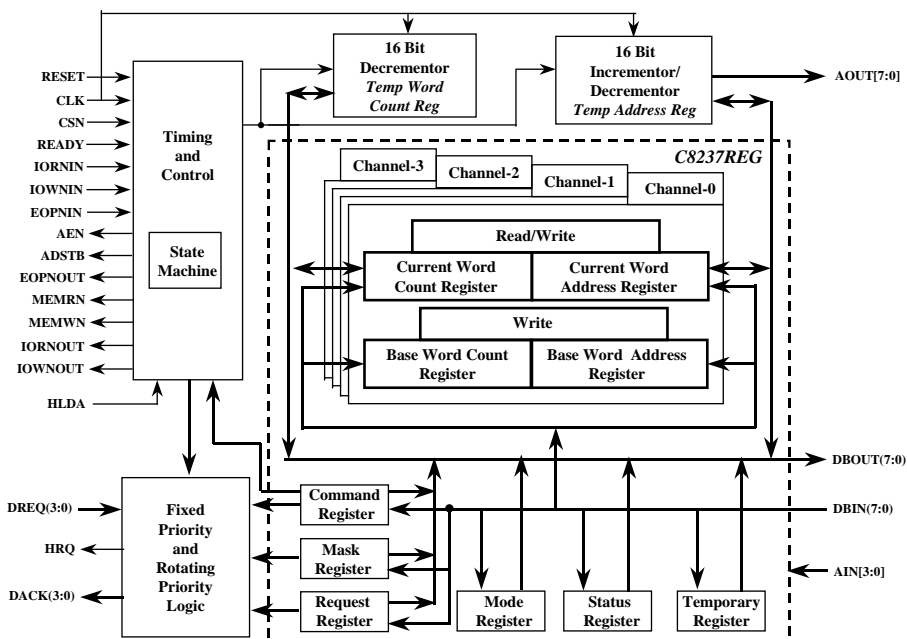 16 Bit
Decrementor
Temp Word
Count Reg
16 Bit
Incrementor/
Decrementor
Temp Address Reg
AOUT[7:0]
RESET
CLK
CSN
READY
IORNIN
IOWNIN
EOPNIN
AEN
ADSTB
EOPNOUT
MEMRN
MEMWN
IORNOUT
IOWNOUT
HLDA
Timing
and
Control
State
Machine
C8237REG
Channel-3
Channel-2
Channel-1
Channel-0
Read/Write
Current Word
Count Register
Current Word
Address Register
Write
Base Word Count
Register
Base Word Address
Register
DBOUT(7:0)
DREQ(3:0)
HRQ
DACK(3:0)
Fixed
Priority
and
Rotating
Priority
Logic
Command
Register
Mask
Register
Request
Register
Mode
Register
Status
Register
Temporary
Register
DBIN(7:0)
AIN[3:0]